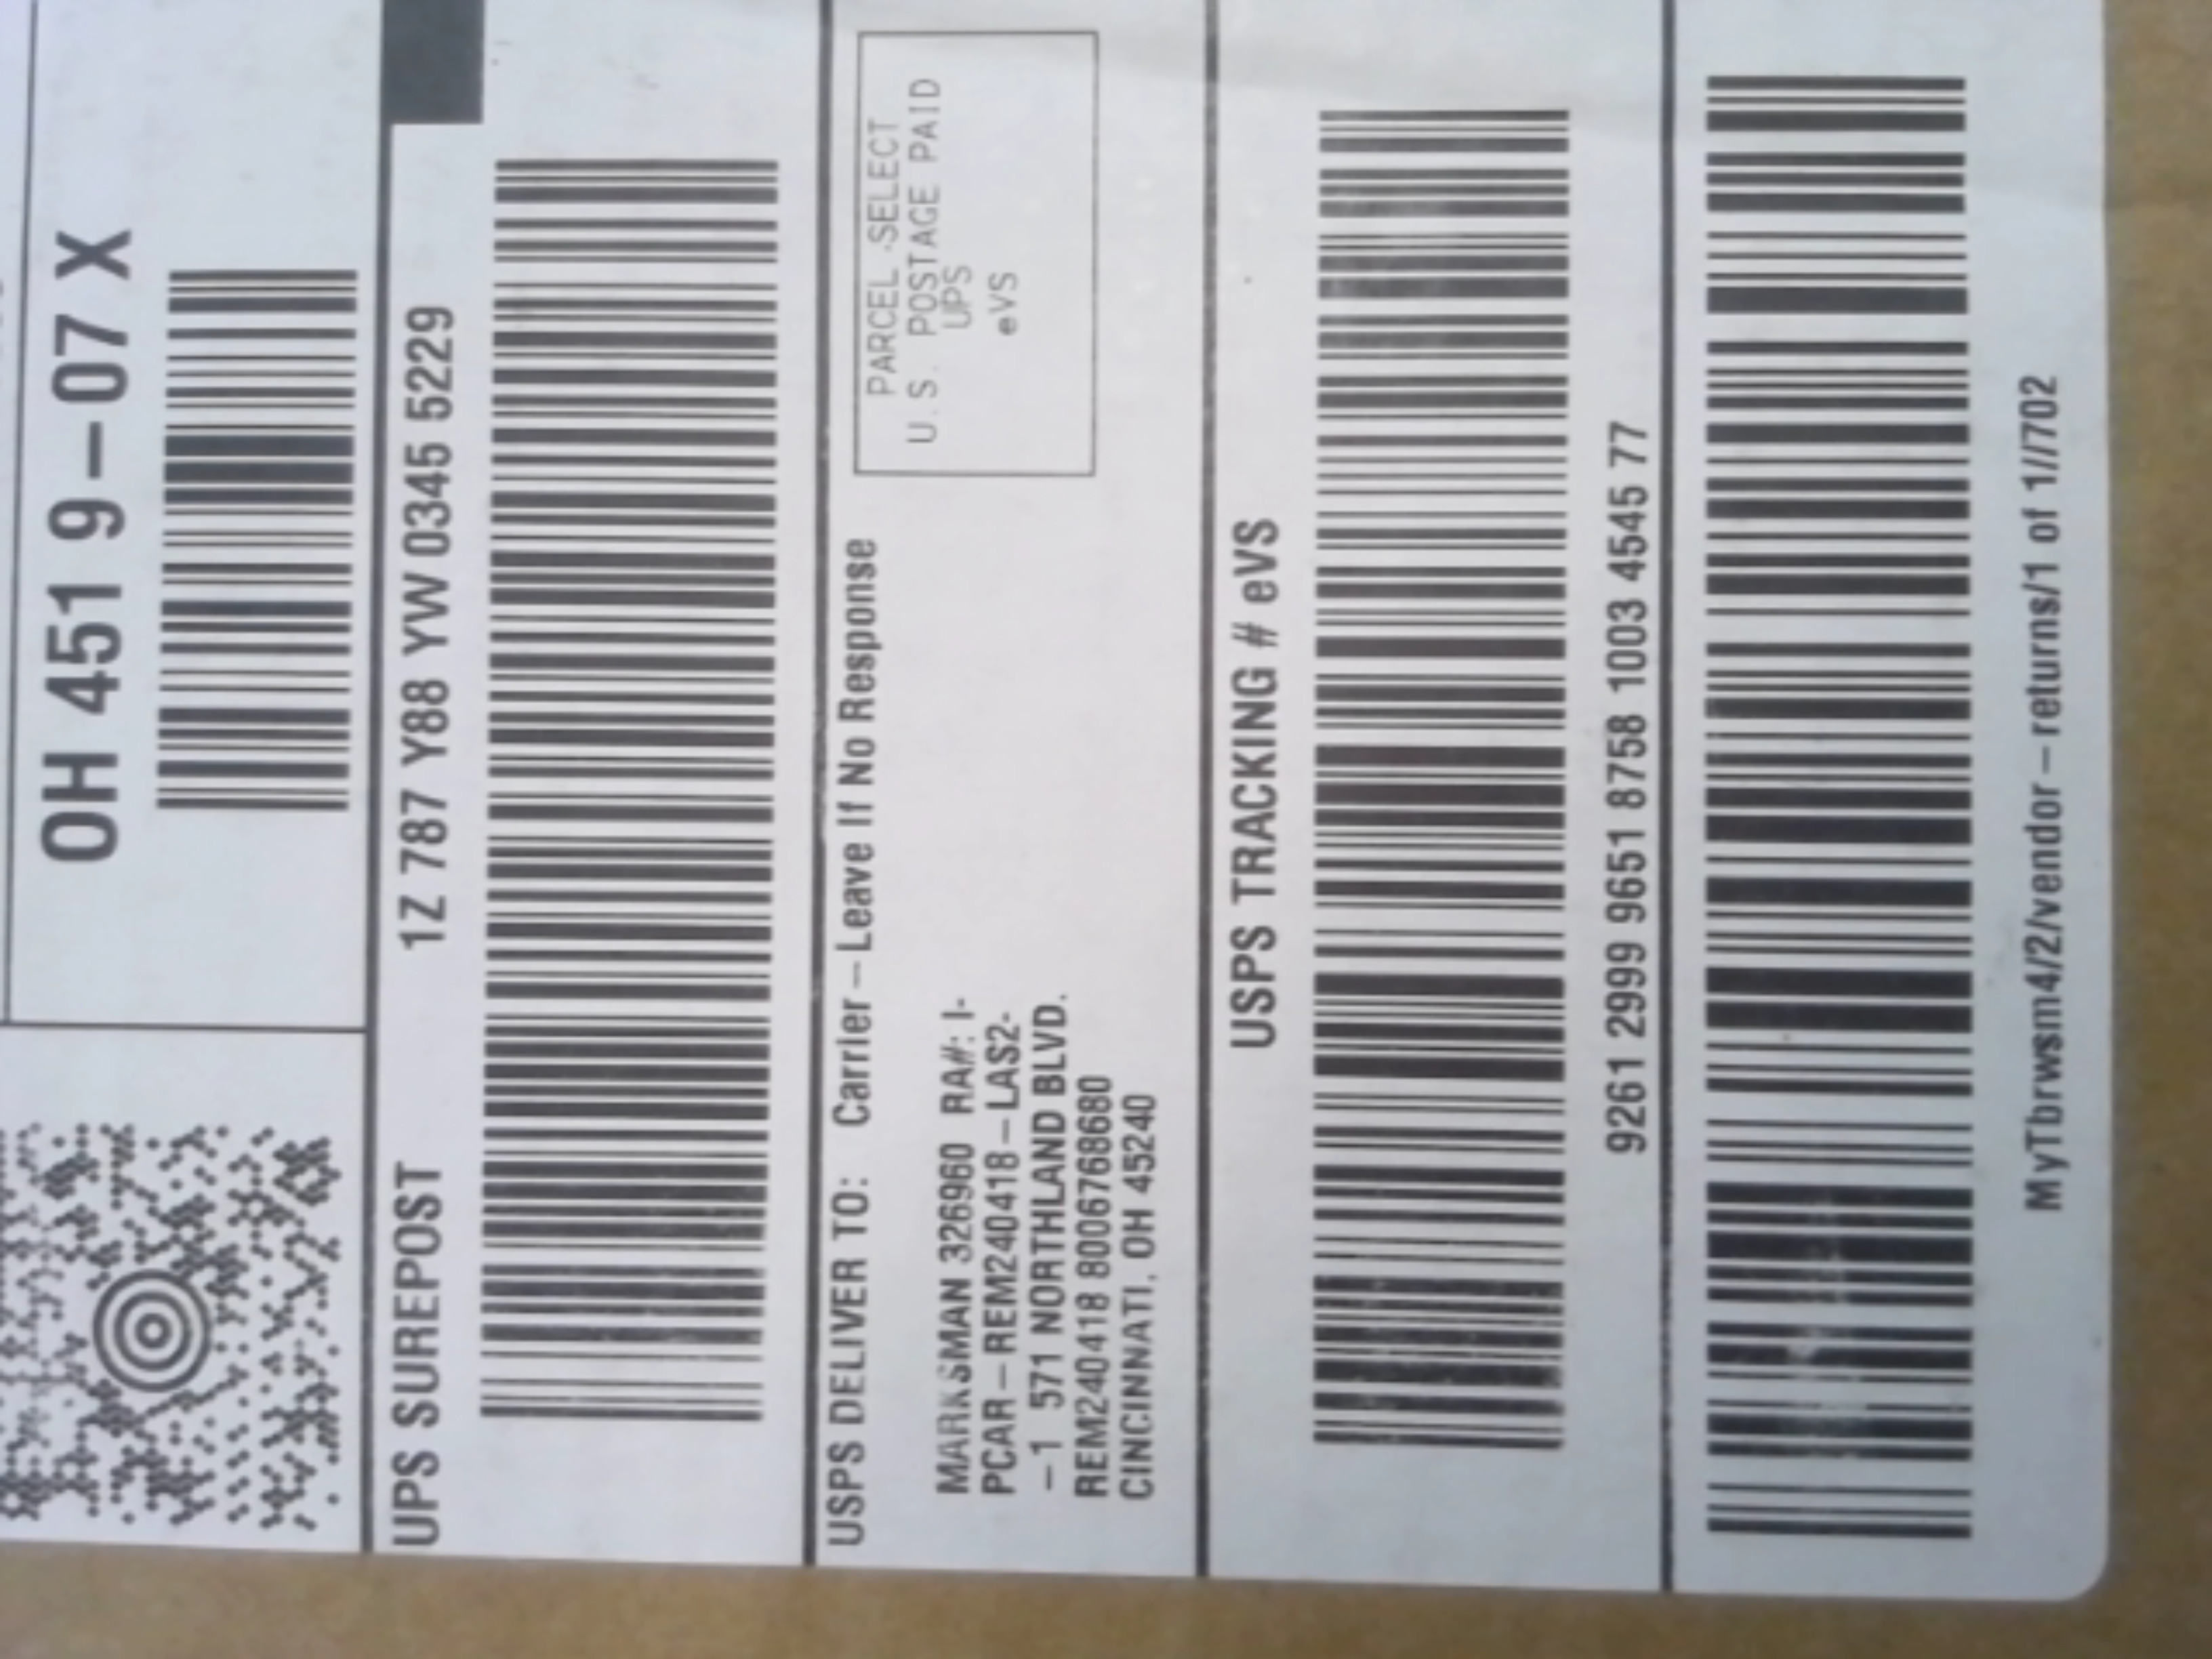 OH 451 9-07 X
UPS SUREPOST
1Z 787 Y88 YW 0345 5229
USPS DELIVER TO: Carrier-Leave If No Response
PARCEL SELECT
U.S. POSTAGE PAID
UPS
eVS
MARKSMAN 326960 RA#: I-
PCAR-REM240418-LAS2-
-1 571 NORTHLAND BLVD.
REM240418 8006768680
CINCINNATI, OH 45240
USPS TRACKING # eVS
9261 2999 9651 8758 1003 4545 77
MyTbrwsm4/2/vendor-returns/1 of 1//702